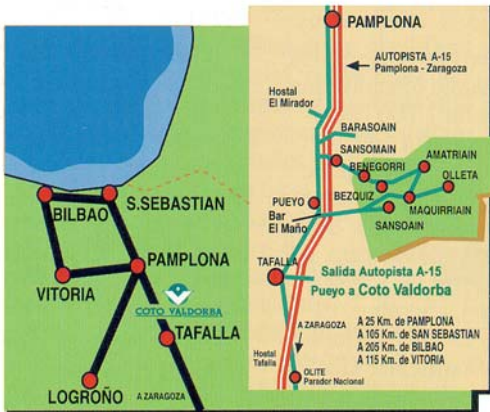 BILBAO
S.SEBASTIAN
PAMPLONA
VITORIA
COTO VALDORBA
TAFALLA
LOGROÑO
A ZARAGOZA
PAMPLONA
AUTOPISTA A-15
Pamplona - Zaragoza
Hostal
El Mirador
BARASOAIN
SANSOMAIN
BENEGORRI
AMATRIAIN
OLLETA
BEZQUIZ
MAQUIRRIAIN
PUEYO
Bar
El Maño
SANSOAIN
TAFALLA
Salida Autopista A-15
Pueyo a Coto Valdorba
A ZARAGOZA
A 25 Km. de PAMPLONA
A 105 Km. de SAN SEBASTIAN
A 205 Km. de BILBAO
A 115 Km. de VITORIA
Hostal
Tafalla
OLITE
Parador Nacional